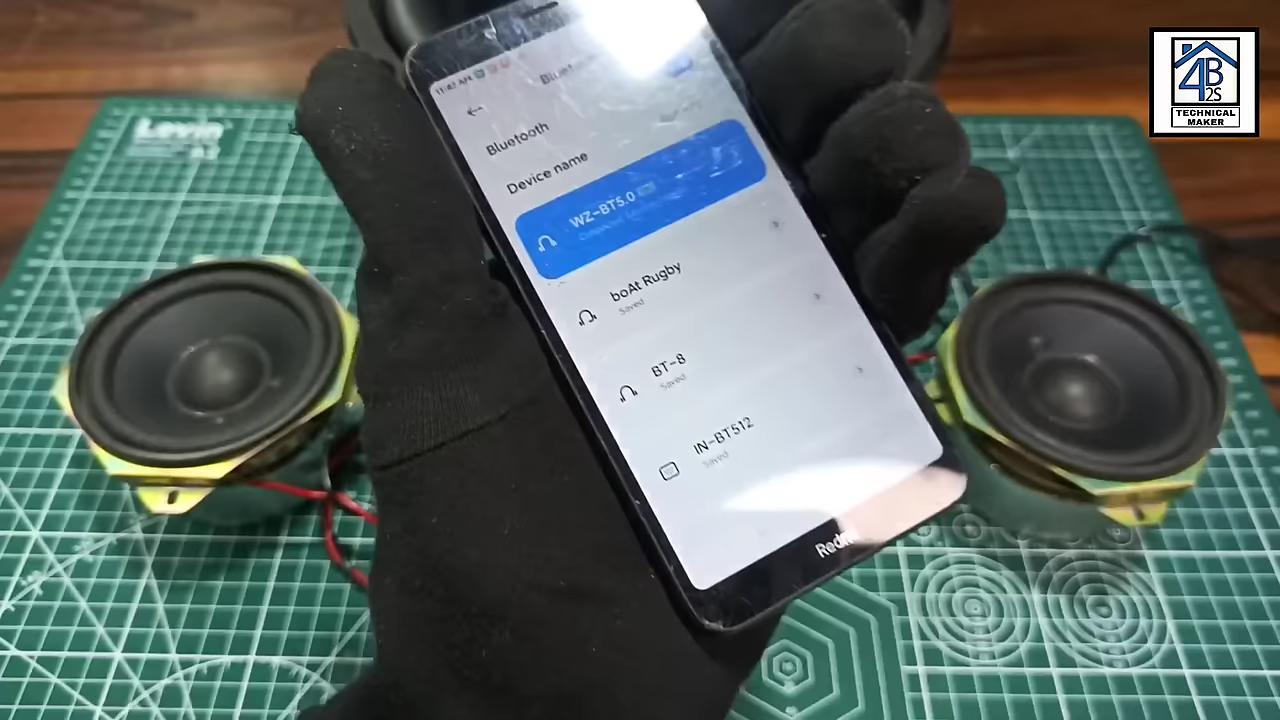 Levin
4B
2S
TECHNICAL
MAKER
Bluetooth
Device name
WZ-BT5.0
boAt Rugby
Saved
BT-8
Saved
IN-BT512
Saved